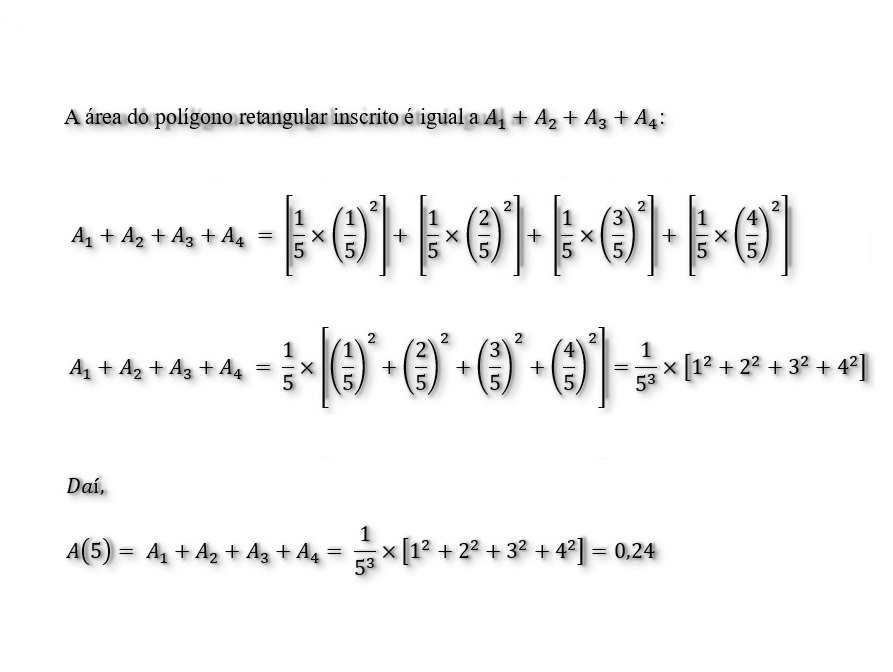 A área do polígono retangular inscrito é igual a A₁ + A₂ + A₃ + A₄:
A₁ + A₂ + A₃ + A₄ = [1/5 × (1/5)²] + [1/5 × (2/5)²] + [1/5 × (3/5)²] + [1/5 × (4/5)²]
A₁ + A₂ + A₃ + A₄ = 1/5 × [(1/5)² + (2/5)² + (3/5)² + (4/5)²] = 1/5³ × [1² + 2² + 3² + 4²]
Daí,
A(5) = A₁ + A₂ + A₃ + A₄ = 1/5³ × [1² + 2² + 3² + 4²] = 0,24